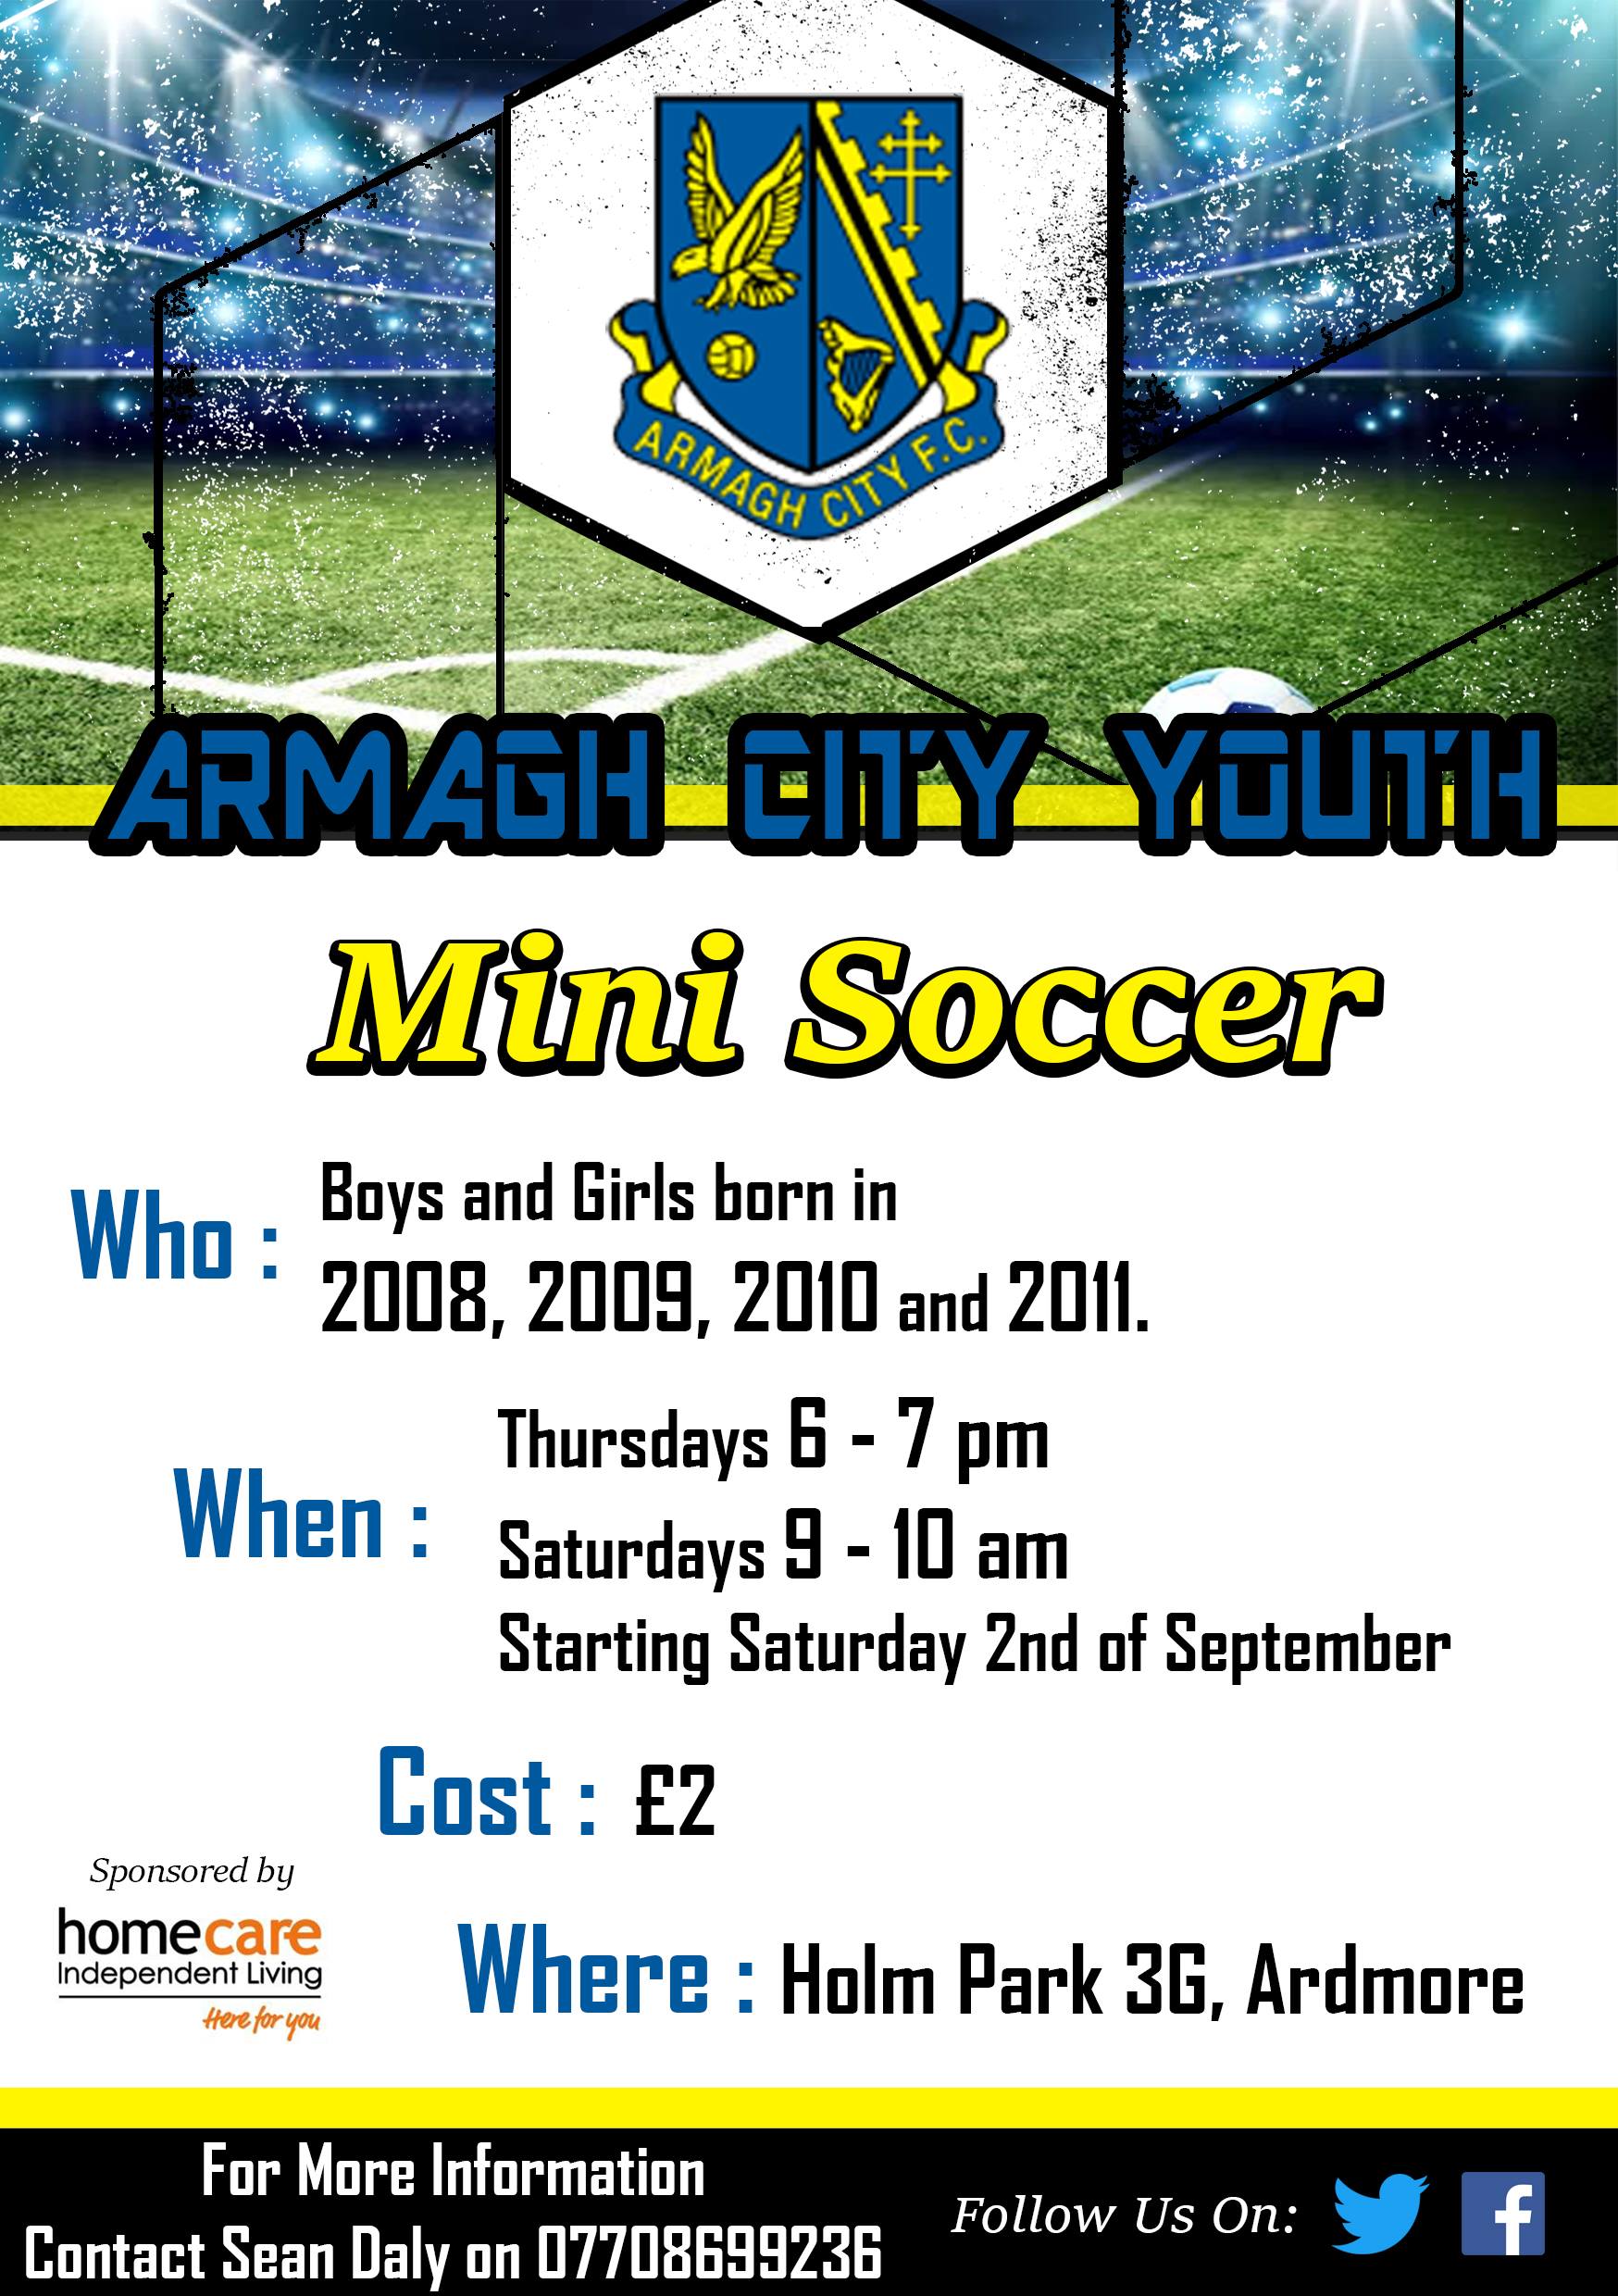 ARMAGH CITY F.C.
ARMAGH CITY YOUTH
Mini Soccer
Who : Boys and Girls born in
2008, 2009, 2010 and 2011.
When : Thursdays 6 - 7 pm
Saturdays 9 - 10 am
Starting Saturday 2nd of September
Cost : £2
Sponsored by
homecare
Independent Living
Here for you
Where : Holm Park 3G, Ardmore
For More Information
Contact Sean Daly on 07708699236
Follow Us On: